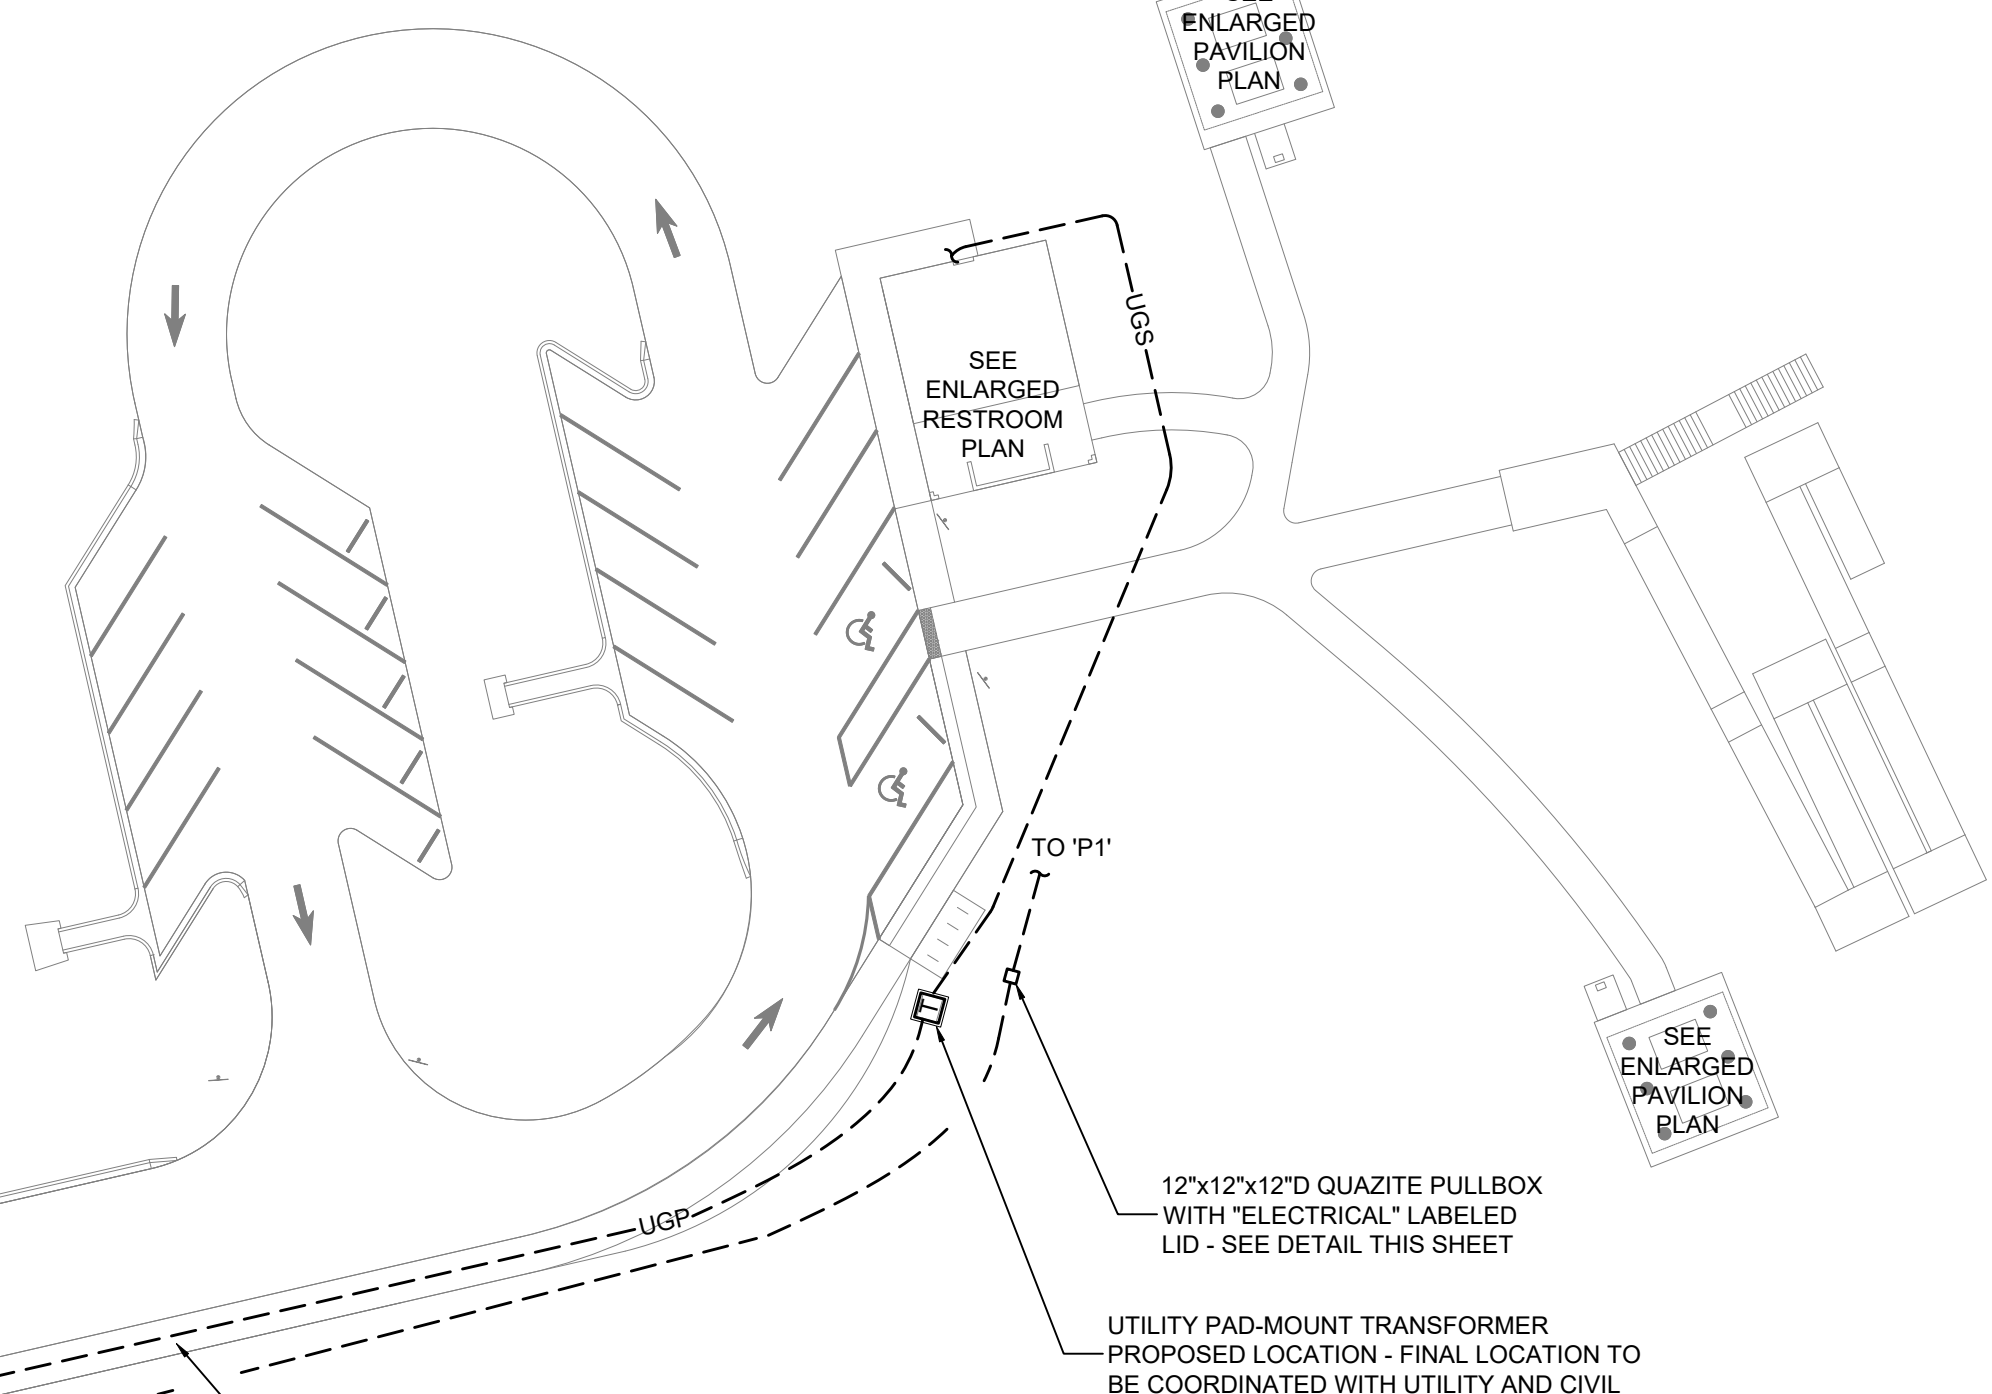 SEE
ENLARGED
PAVILION
PLAN
UGS
SEE
ENLARGED
RESTROOM
PLAN
TO 'P1'
T
SEE
ENLARGED
PAVILION
PLAN
UGP
12"x12"x12"D QUAZITE PULLBOX
WITH "ELECTRICAL" LABELED
LID - SEE DETAIL THIS SHEET
UTILITY PAD-MOUNT TRANSFORMER
PROPOSED LOCATION - FINAL LOCATION TO
BE COORDINATED WITH UTILITY AND CIVIL